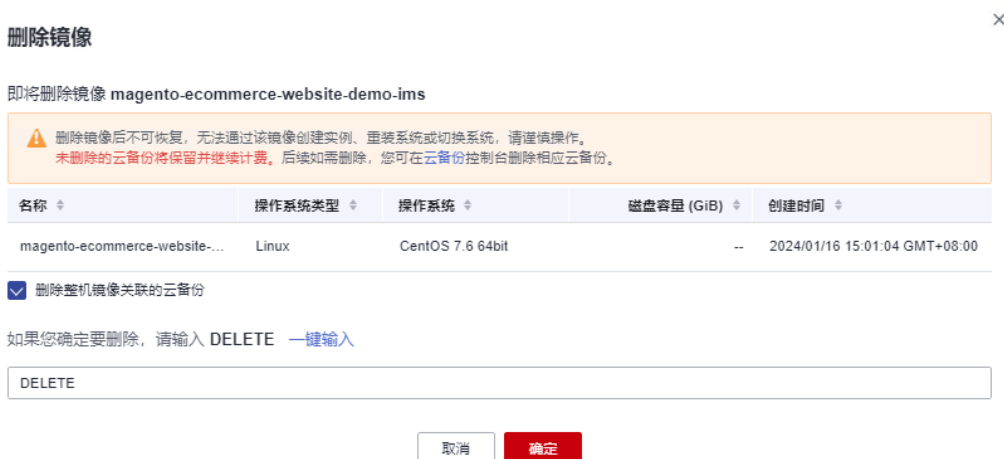 删除镜像
即将删除镜像 magento-ecommerce-website-demo-ims
删除镜像后不可恢复，无法通过该镜像创建实例、重装系统或切换系统，请谨慎操作。
未删除的云备份将保留并继续计费。后续如需删除，您可在云备份控制台删除相应云备份。
名称 操作系统类型 操作系统 磁盘容量 (GiB) 创建时间
magento-ecommerce-website-... Linux CentOS 7.6 64bit -- 2024/01/16 15:01:04 GMT+08:00
删除整机镜像关联的云备份
如果您确定要删除，请输入 DELETE 一键输入
DELETE
取消 确定